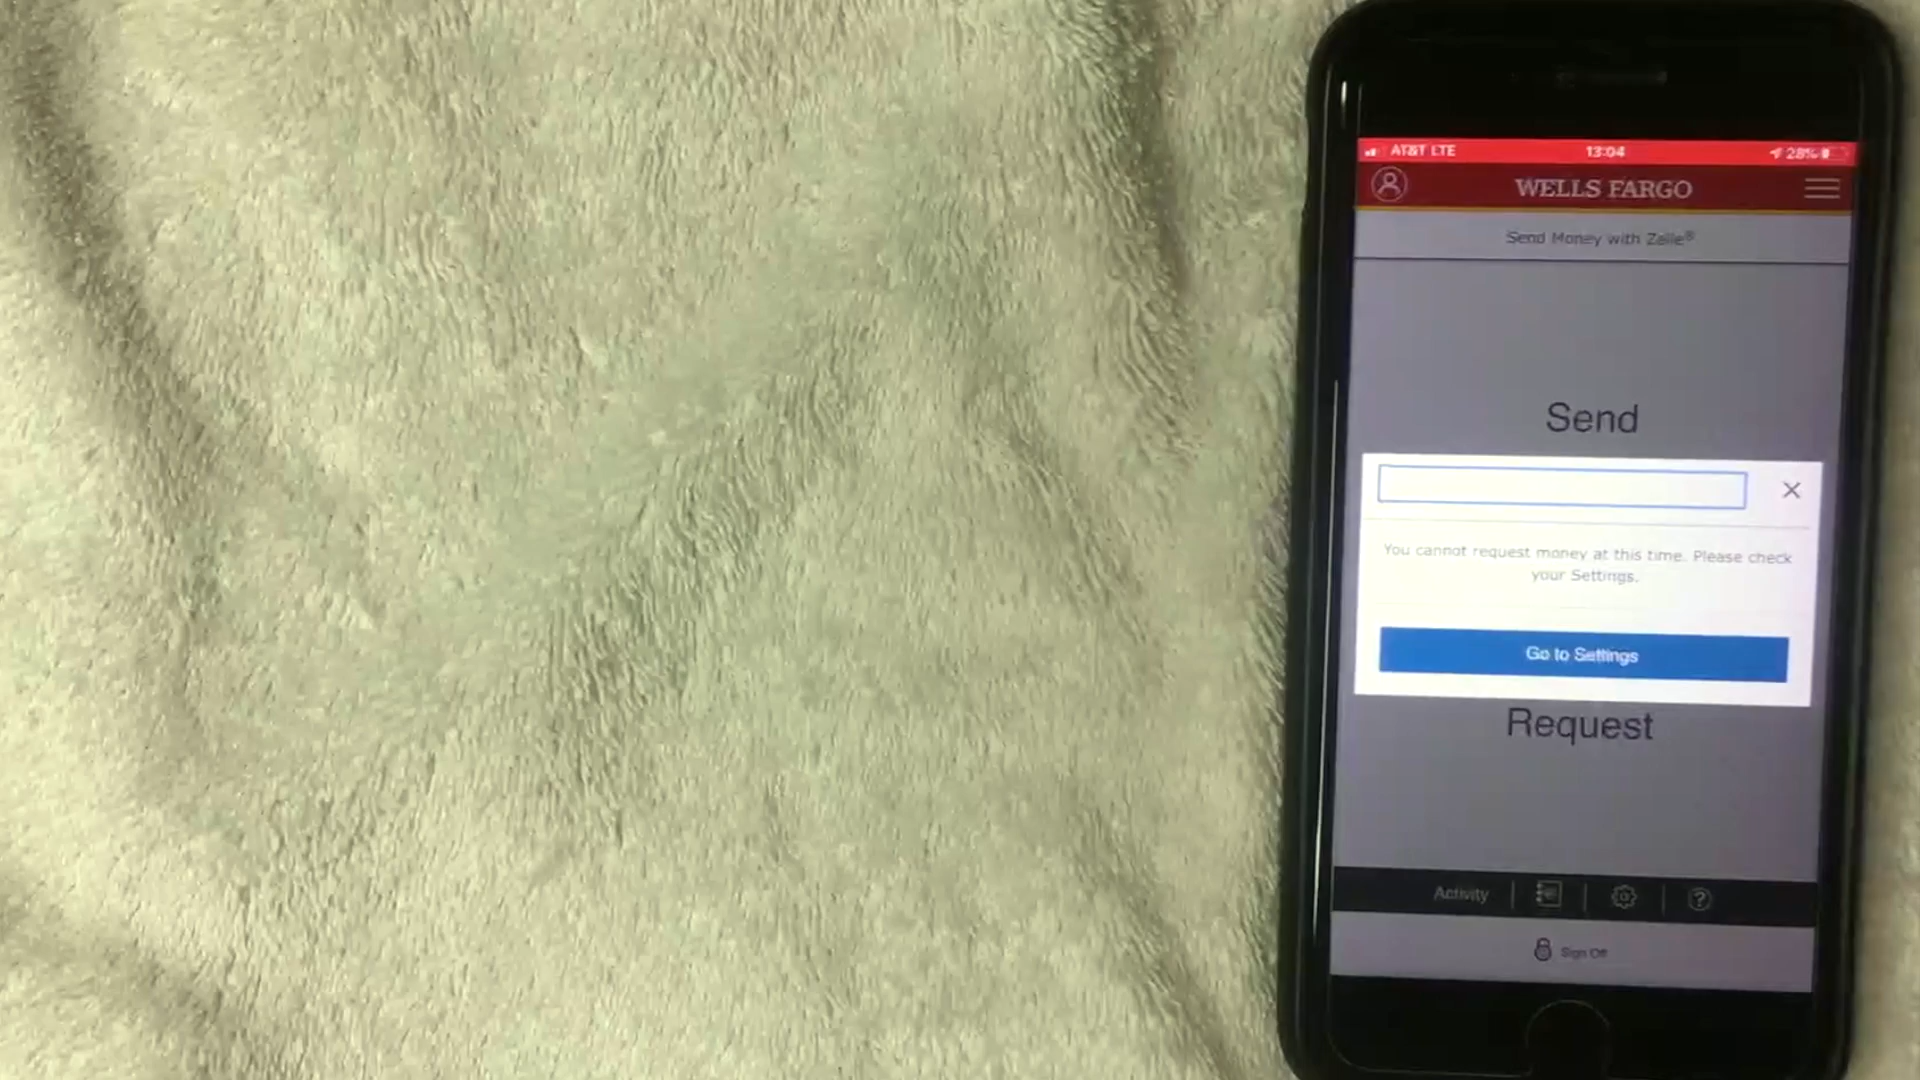 AT&T LTE 13:04 28%
WELLS FARGO
Send Money with Zelle®
Send
You cannot request money at this time. Please check
your Settings.
Go to Settings
Request
Activity
Sign Off